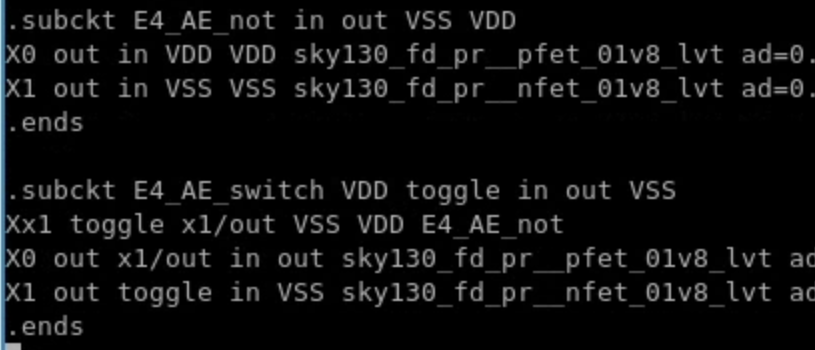 .subckt E4_AE_not in out VSS VDD
X0 out in VDD VDD sky130_fd_pr__pfet_01v8_lvt ad=0.
X1 out in VSS VSS sky130_fd_pr__nfet_01v8_lvt ad=0.
.ends
.subckt E4_AE_switch VDD toggle in out VSS
Xx1 toggle x1/out VSS VDD E4_AE_not
X0 out x1/out in out sky130_fd_pr__pfet_01v8_lvt ad
X1 out toggle in VSS sky130_fd_pr__nfet_01v8_lvt ad
.ends